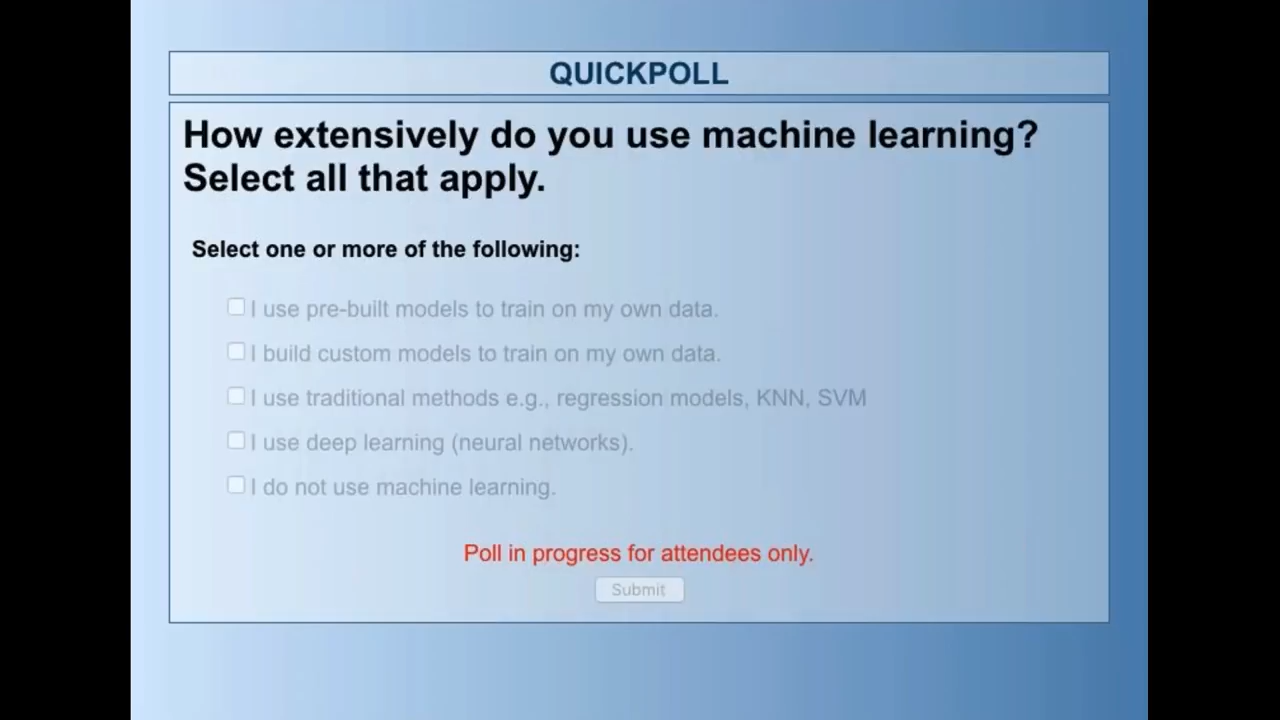 QUICKPOLL
How extensively do you use machine learning?
Select all that apply.
Select one or more of the following:
I use pre-built models to train on my own data.
I build custom models to train on my own data.
I use traditional methods e.g., regression models, KNN, SVM
I use deep learning (neural networks).
I do not use machine learning.
Poll in progress for attendees only.
Submit